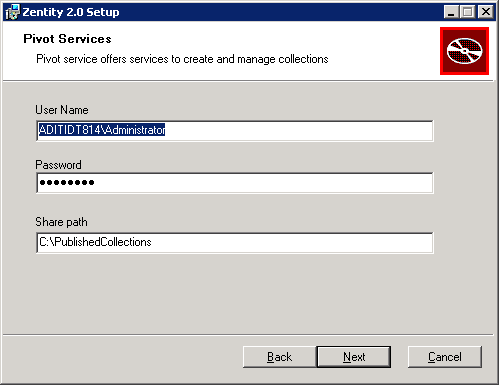 Zentity 2.0 Setup
Pivot Services
Pivot service offers services to create and manage collections
User Name
ADITIDT814\Administrator
Password
●●●●●●●●
Share path
C:\PublishedCollections
Back Next Cancel